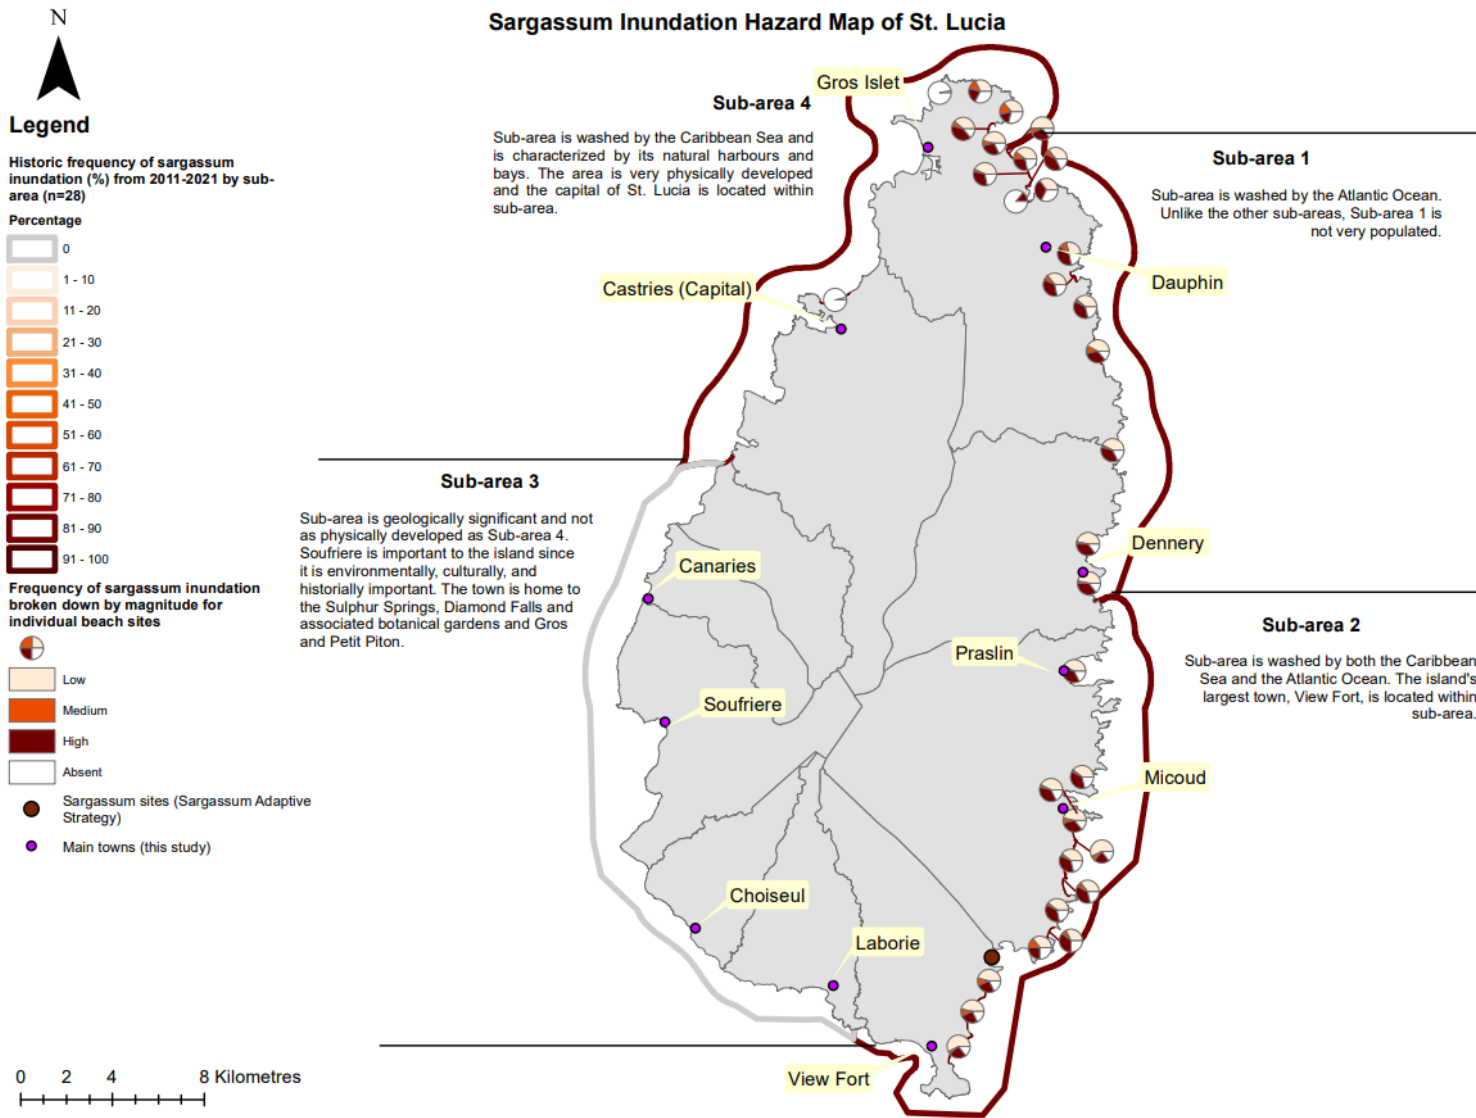 Sargassum Inundation Hazard Map of St. Lucia
N
Legend
Historic frequency of sargassum
inundation (%) from 2011-2021 by sub-
area (n=28)
Percentage
0
1 - 10
11 - 20
21 - 30
31 - 40
41 - 50
51 - 60
61 - 70
71 - 80
81 - 90
91 - 100
Frequency of sargassum inundation
broken down by magnitude for
individual beach sites
Low
Medium
High
Absent
Sargassum sites (Sargassum Adaptive
Strategy)
Main towns (this study)
0 2 4 8 Kilometres
Sub-area 4
Sub-area is washed by the Caribbean Sea and
is characterized by its natural harbours and
bays. The area is very physically developed
and the capital of St. Lucia is located within
sub-area.
Gros Islet
Sub-area 1
Sub-area is washed by the Atlantic Ocean.
Unlike the other sub-areas, Sub-area 1 is
not very populated.
Dauphin
Castries (Capital)
Sub-area 3
Sub-area is geologically significant and not
as physically developed as Sub-area 4.
Soufriere is important to the island since
it is environmentally, culturally, and
historially important. The town is home to
the Sulphur Springs, Diamond Falls and
associated botanical gardens and Gros
and Petit Piton.
Canaries
Dennery
Sub-area 2
Sub-area is washed by both the Caribbean
Sea and the Atlantic Ocean. The island's
largest town, View Fort, is located within
sub-area.
Praslin
Soufriere
Micoud
Choiseul
Laborie
View Fort